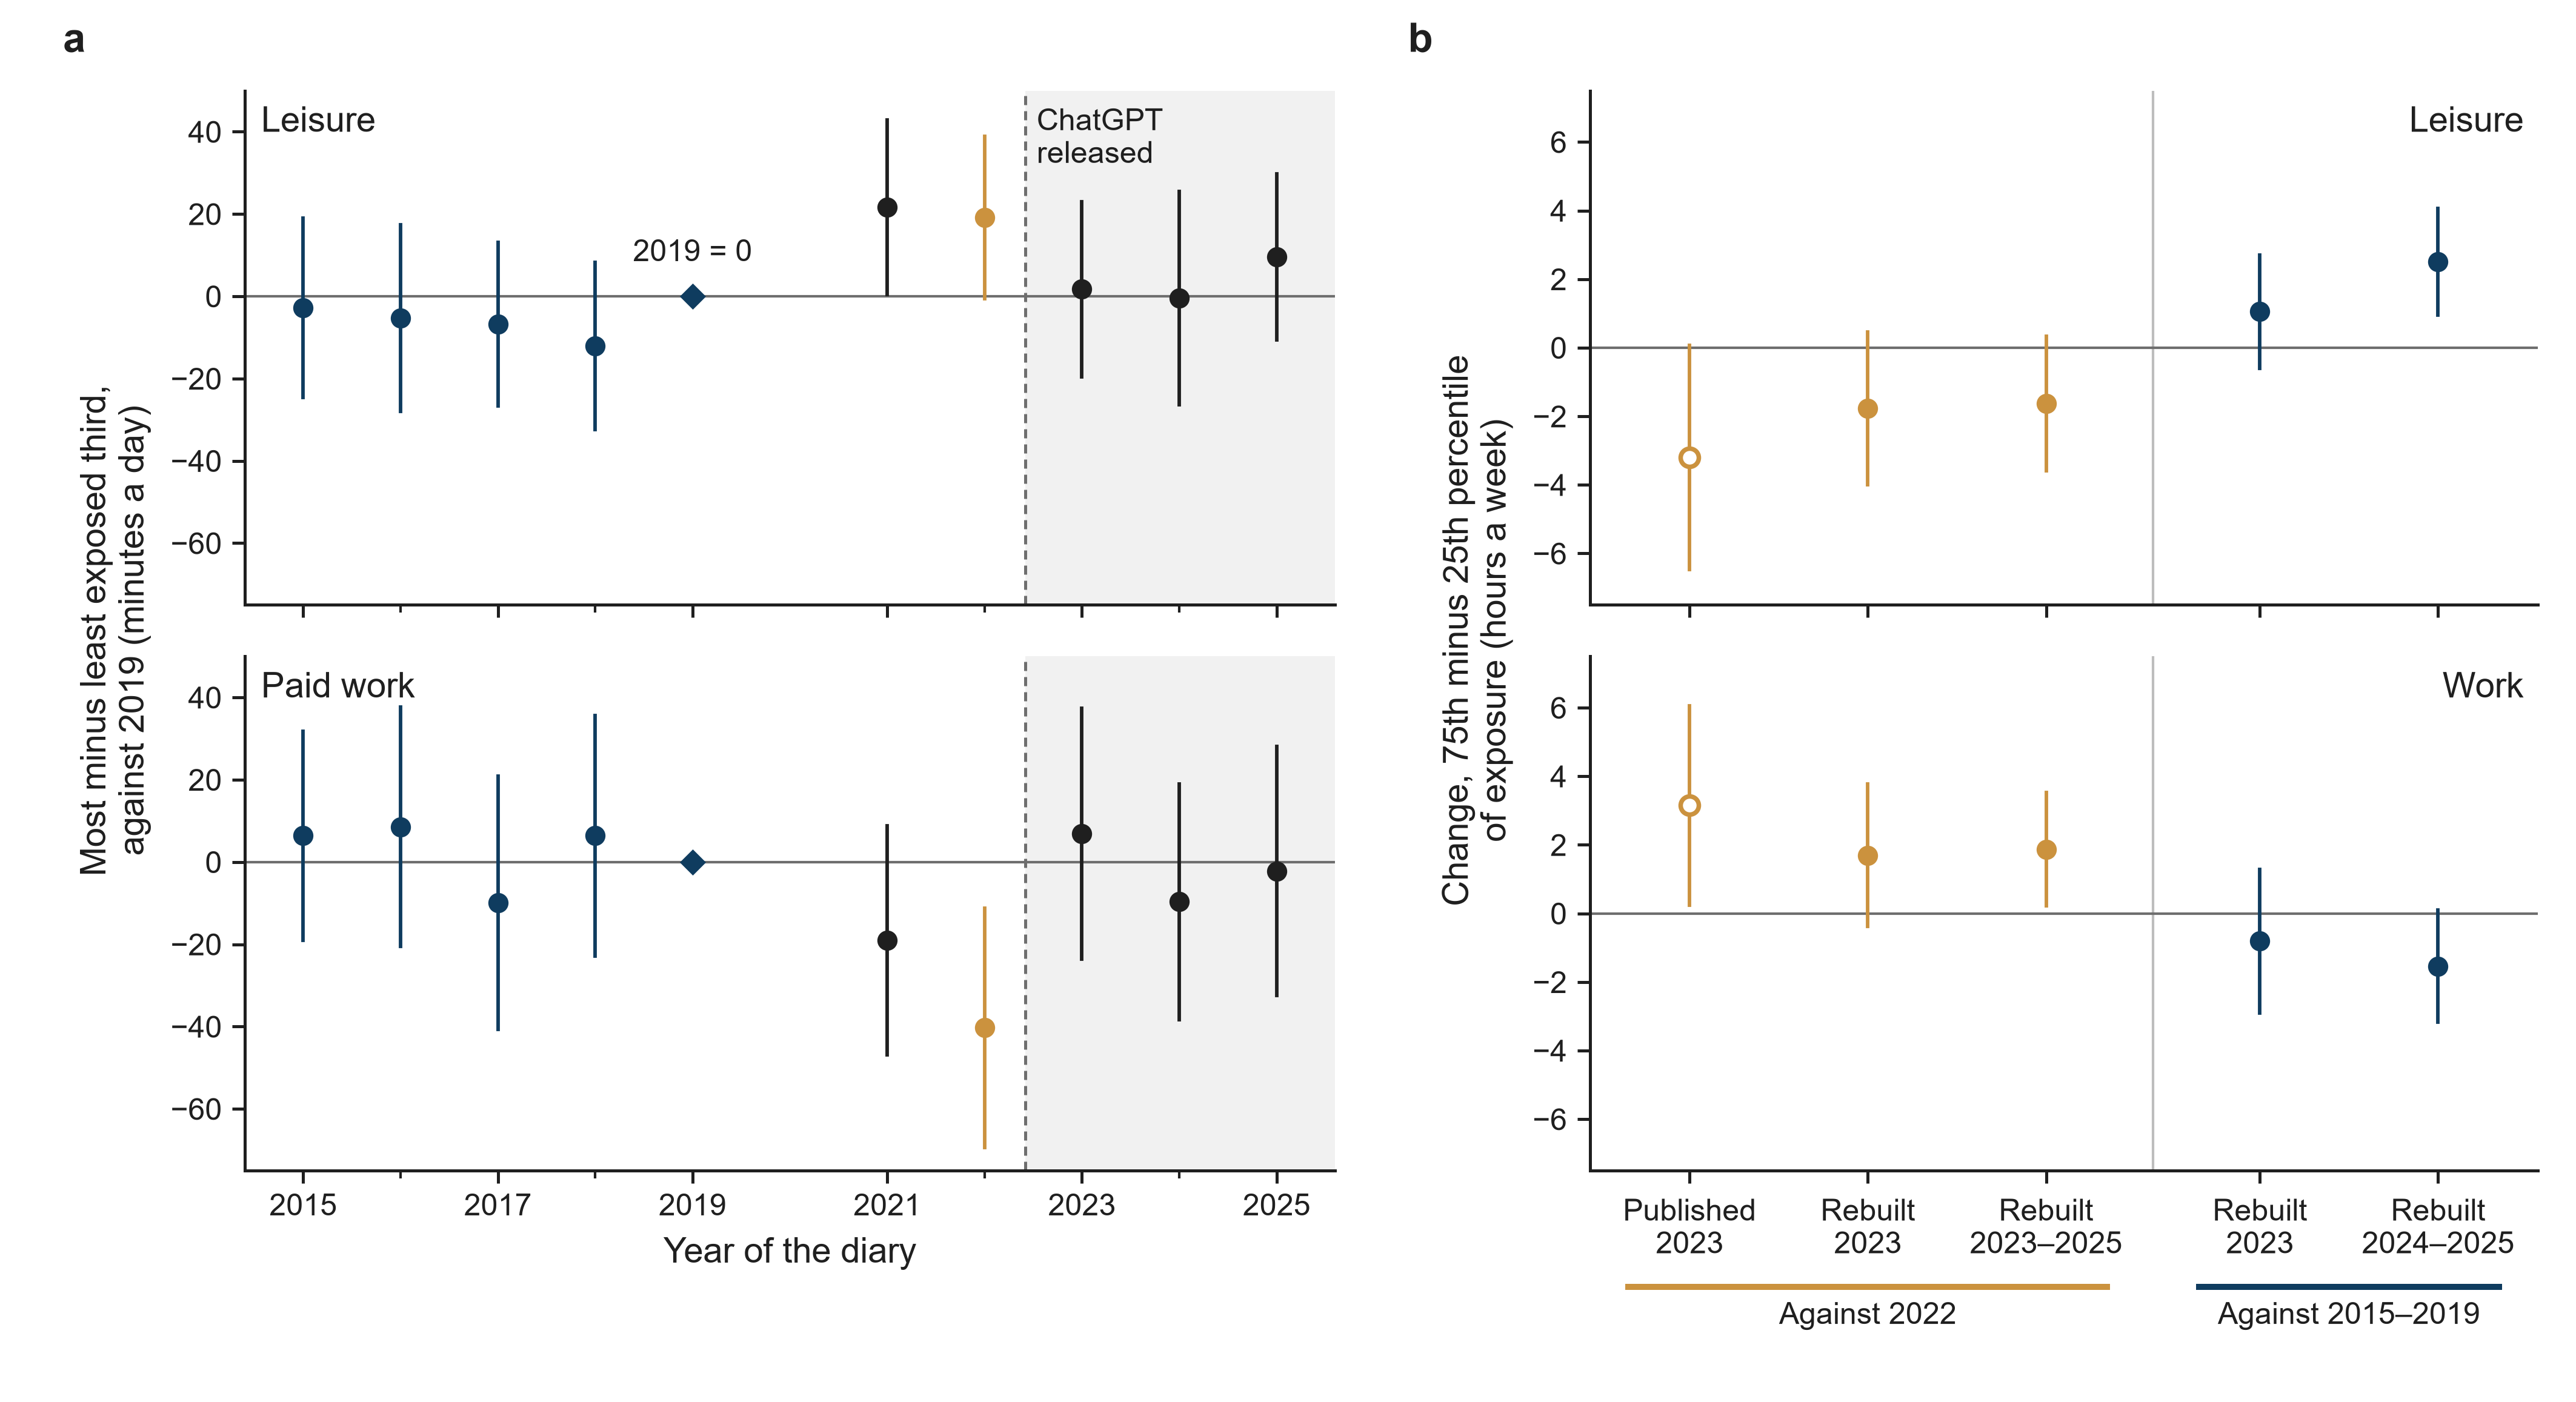 a
Most minus least exposed third,
against 2019 (minutes a day)
Leisure
40
20
0
−20
−40
−60
2019 = 0
ChatGPT
released
Paid work
40
20
0
−20
−40
−60
2015
2017
2019
2021
2023
2025
Year of the diary
b
Change, 75th minus 25th percentile
of exposure (hours a week)
Leisure
6
4
2
0
−2
−4
−6
Work
6
4
2
0
−2
−4
−6
Published
2023
Rebuilt
2023
Rebuilt
2023–2025
Rebuilt
2023
Rebuilt
2024–2025
Against 2022
Against 2015–2019